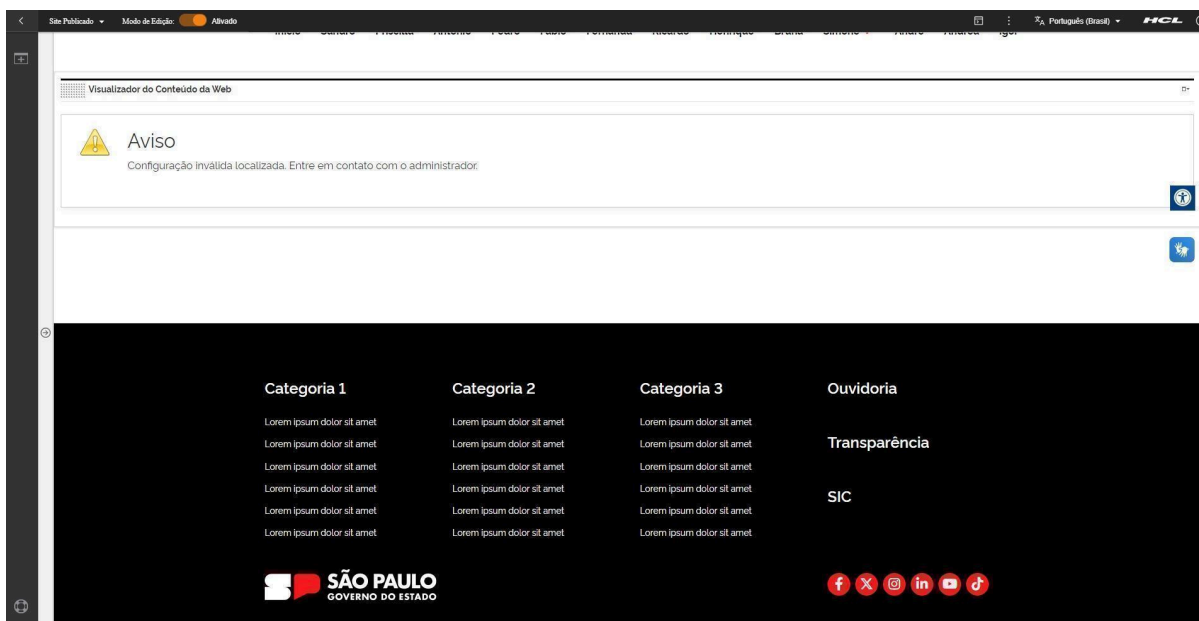 Site Publicado Modo de Edição: Ativado Português (Brasil) HCL
Visualizador do Conteúdo da Web
Aviso
Configuração inválida localizada. Entre em contato com o administrador.
Categoria 1 Categoria 2 Categoria 3 Ouvidoria
Lorem ipsum dolor sit amet Lorem ipsum dolor sit amet Lorem ipsum dolor sit amet
Lorem ipsum dolor sit amet Lorem ipsum dolor sit amet Lorem ipsum dolor sit amet Transparência
Lorem ipsum dolor sit amet Lorem ipsum dolor sit amet Lorem ipsum dolor sit amet
Lorem ipsum dolor sit amet Lorem ipsum dolor sit amet Lorem ipsum dolor sit amet SIC
Lorem ipsum dolor sit amet Lorem ipsum dolor sit amet Lorem ipsum dolor sit amet
Lorem ipsum dolor sit amet Lorem ipsum dolor sit amet Lorem ipsum dolor sit amet
SÃO PAULO
GOVERNO DO ESTADO